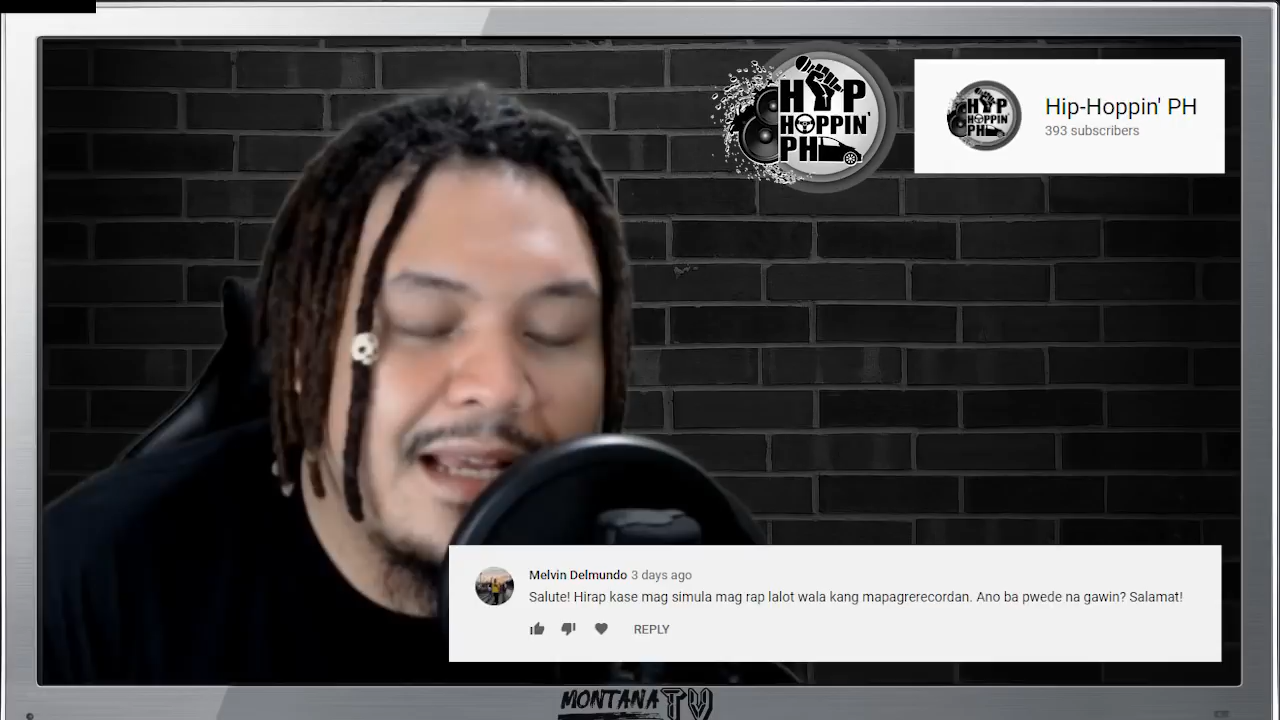 HIP
HOPPIN'
PH
HIP
HOPPIN'
PH
Hip-Hoppin' PH
393 subscribers
Melvin Delmundo 3 days ago
Salute! Hirap kase mag simula mag rap lalot wala kang mapagrerecordan. Ano ba pwede na gawin? Salamat!
REPLY
MONTANA TV